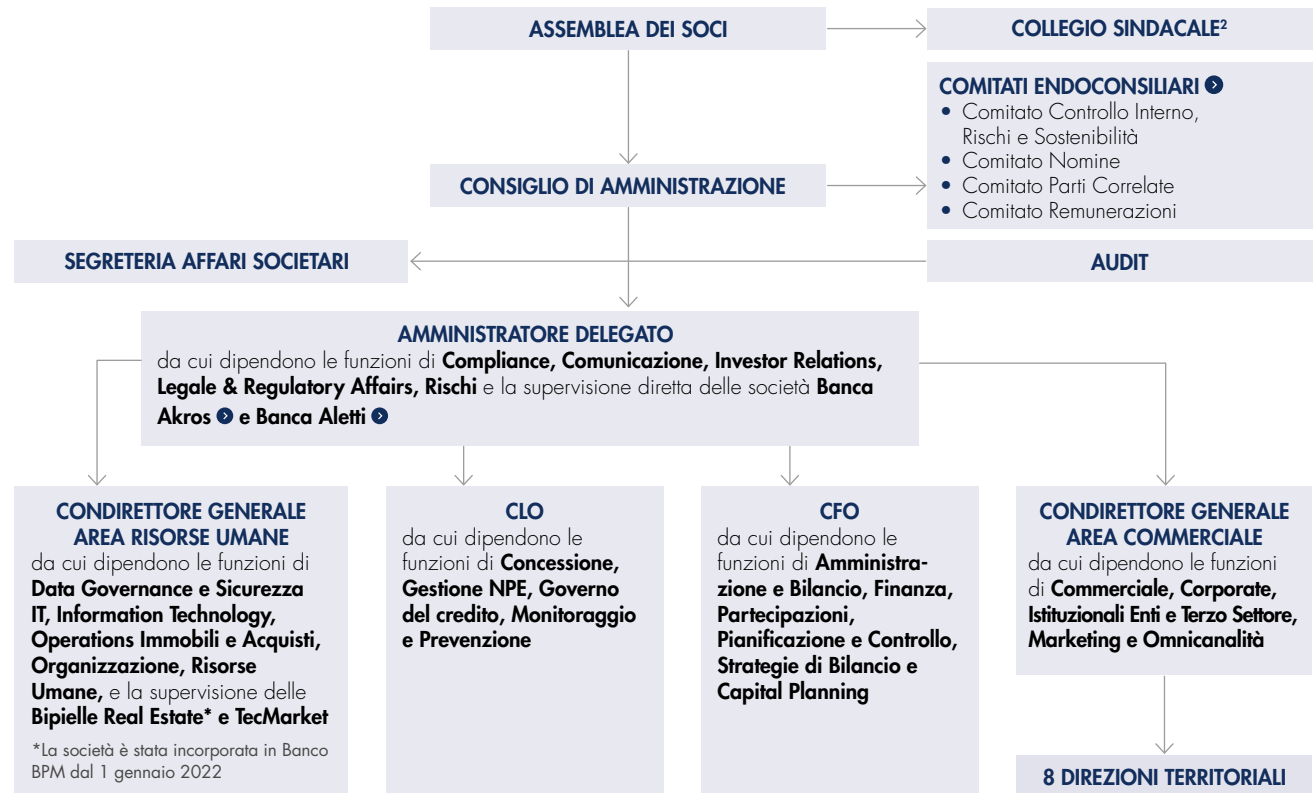 ASSEMBLEA DEI SOCI
COLLEGIO SINDACALE²
COMITATI ENDOCONSILIARI
• Comitato Controllo Interno,
Rischi e Sostenibilità
• Comitato Nomine
• Comitato Parti Correlate
• Comitato Remunerazioni
CONSIGLIO DI AMMINISTRAZIONE
SEGRETERIA AFFARI SOCIETARI
AUDIT
AMMINISTRATORE DELEGATO
da cui dipendono le funzioni di Compliance, Comunicazione, Investor Relations,
Legale & Regulatory Affairs, Rischi e la supervisione diretta delle società Banca
Akros e Banca Aletti
CONDIRETTORE GENERALE
AREA RISORSE UMANE
da cui dipendono le funzioni di
Data Governance e Sicurezza
IT, Information Technology,
Operations Immobili e Acquisti,
Organizzazione, Risorse
Umane, e la supervisione delle
Bipielle Real Estate* e TecMarket
*La società è stata incorporata in Banco
BPM dal 1 gennaio 2022
CLO
da cui dipendono le
funzioni di Concessione,
Gestione NPE, Governo
del credito, Monitoraggio
e Prevenzione
CFO
da cui dipendono le
funzioni di Amministra-
zione e Bilancio, Finanza,
Partecipazioni,
Pianificazione e Controllo,
Strategie di Bilancio e
Capital Planning
CONDIRETTORE GENERALE
AREA COMMERCIALE
da cui dipendono le funzioni
di Commerciale, Corporate,
Istituzionali Enti e Terzo Settore,
Marketing e Omnicanalità
8 DIREZIONI TERRITORIALI